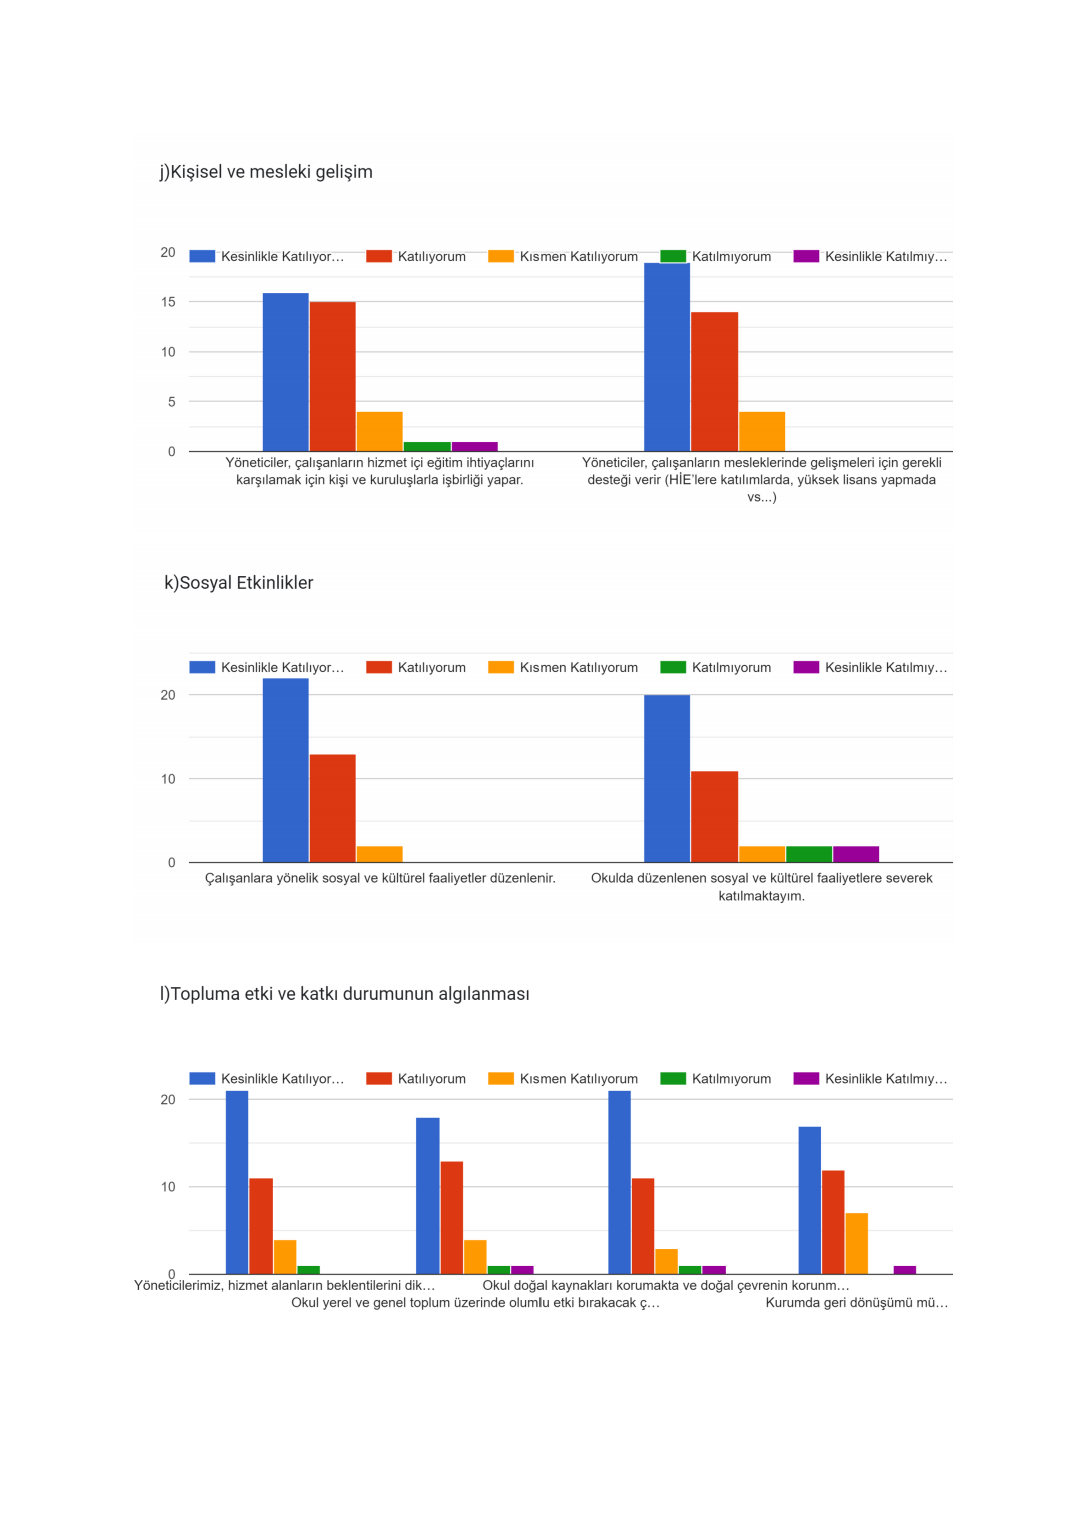 j)Kişisel ve mesleki gelişim
20
Kesinlikle Katılıyor…
Katılıyorum
Kısmen Katılıyorum
Katılmıyorum
Kesinlikle Katılmıy…
15
10
5
0
Yöneticiler, çalışanların hizmet içi eğitim ihtiyaçlarını
karşılamak için kişi ve kuruluşlarla işbirliği yapar.
Yöneticiler, çalışanların mesleklerinde gelişmeleri için gerekli
desteği verir (HİE'lere katılımlarda, yüksek lisans yapmada
vs...)
k)Sosyal Etkinlikler
Kesinlikle Katılıyor…
Katılıyorum
Kısmen Katılıyorum
Katılmıyorum
Kesinlikle Katılmıy…
20
10
0
Çalışanlara yönelik sosyal ve kültürel faaliyetler düzenlenir.
Okulda düzenlenen sosyal ve kültürel faaliyetlere severek
katılmaktayım.
l)Topluma etki ve katkı durumunun algılanması
Kesinlikle Katılıyor…
Katılıyorum
Kısmen Katılıyorum
Katılmıyorum
Kesinlikle Katılmıy…
20
10
0
Yöneticilerimiz, hizmet alanların beklentilerini dik…
Okul yerel ve genel toplum üzerinde olumlu etki bırakacak ç…
Okul doğal kaynakları korumakta ve doğal çevrenin korunm…
Kurumda geri dönüşümü mü…